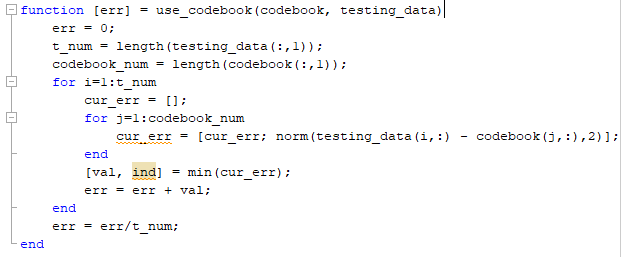 function [err] = use_codebook(codebook, testing_data)
    err = 0;
    t_num = length(testing_data(:,1));
    codebook_num = length(codebook(:,1));
    for i=1:t_num
        cur_err = [];
        for j=1:codebook_num
            cur_err = [cur_err; norm(testing_data(i,:) - codebook(j,:),2)];
        end
        [val, ind] = min(cur_err);
        err = err + val;
    end
    err = err/t_num;
end